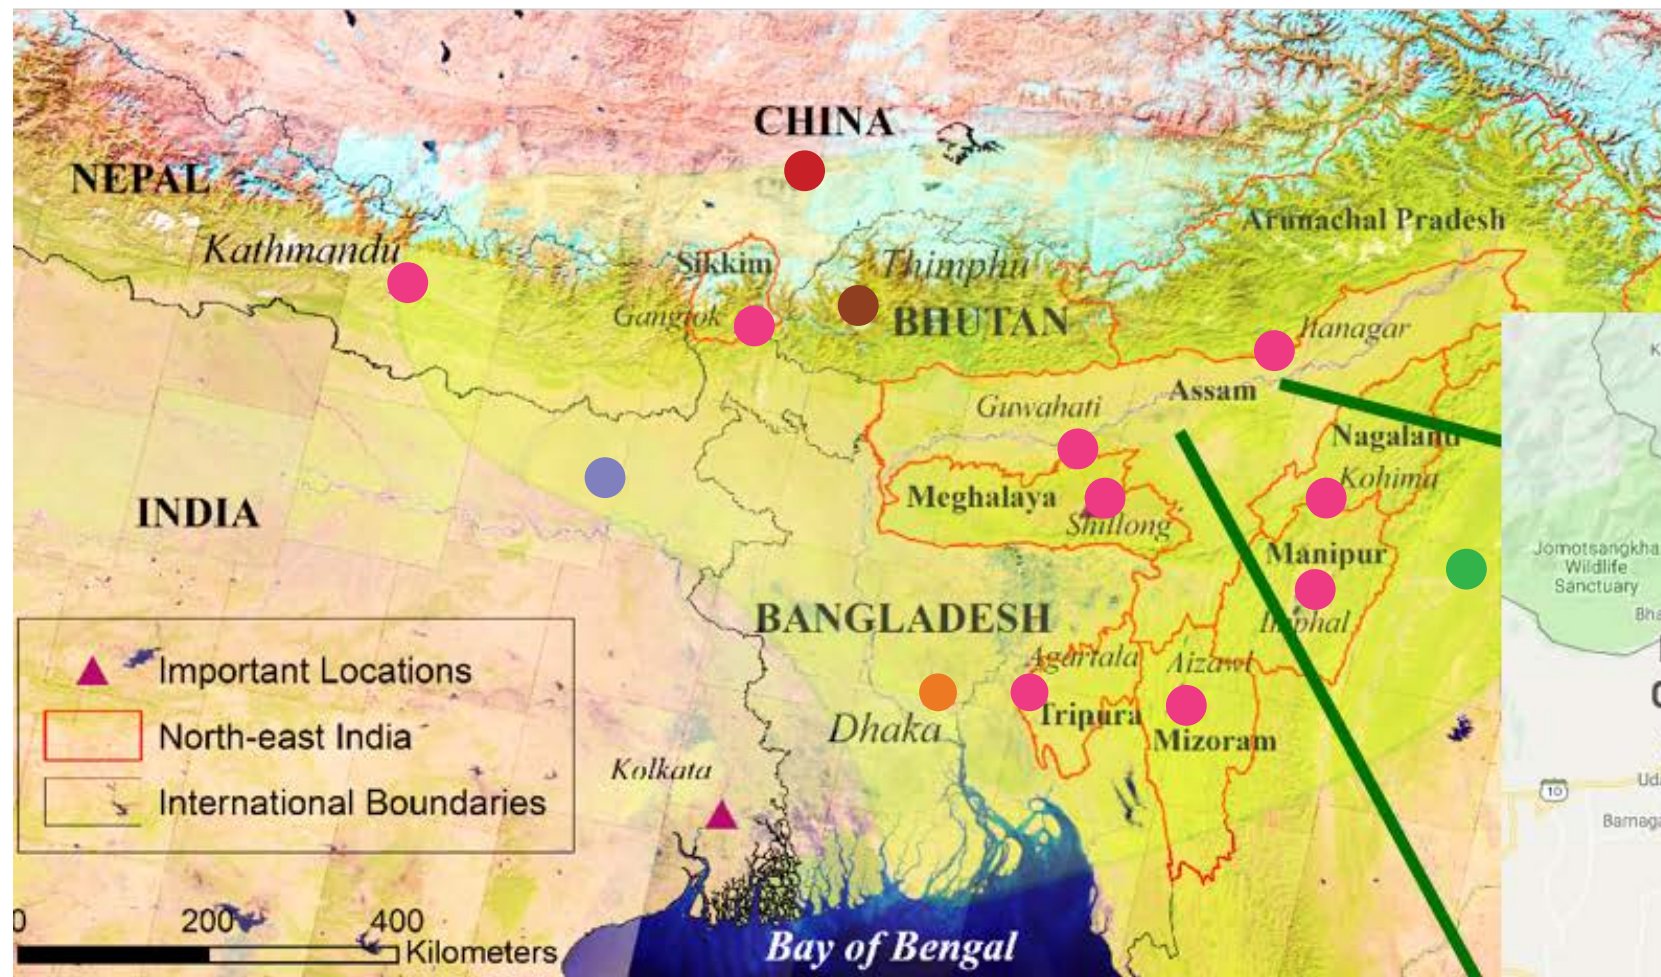 CHINA
NEPAL
Arunachal Pradesh
Kathmandu
Sikkim
Thimphu
Gangtok
BHUTAN
Itanagar
Assam
Guwahati
Nagaland
Kohima
Meghalaya
INDIA
Shillong
Manipur
Jomotsangkha
Wildlife
Sanctuary
BANGLADESH
Imphal
Agartala
Aizawl
Tripura
Dhaka
Mizoram
Kolkata
Important Locations
North-east India
International Boundaries
10
0 200 400
Kilometers
Bay of Bengal